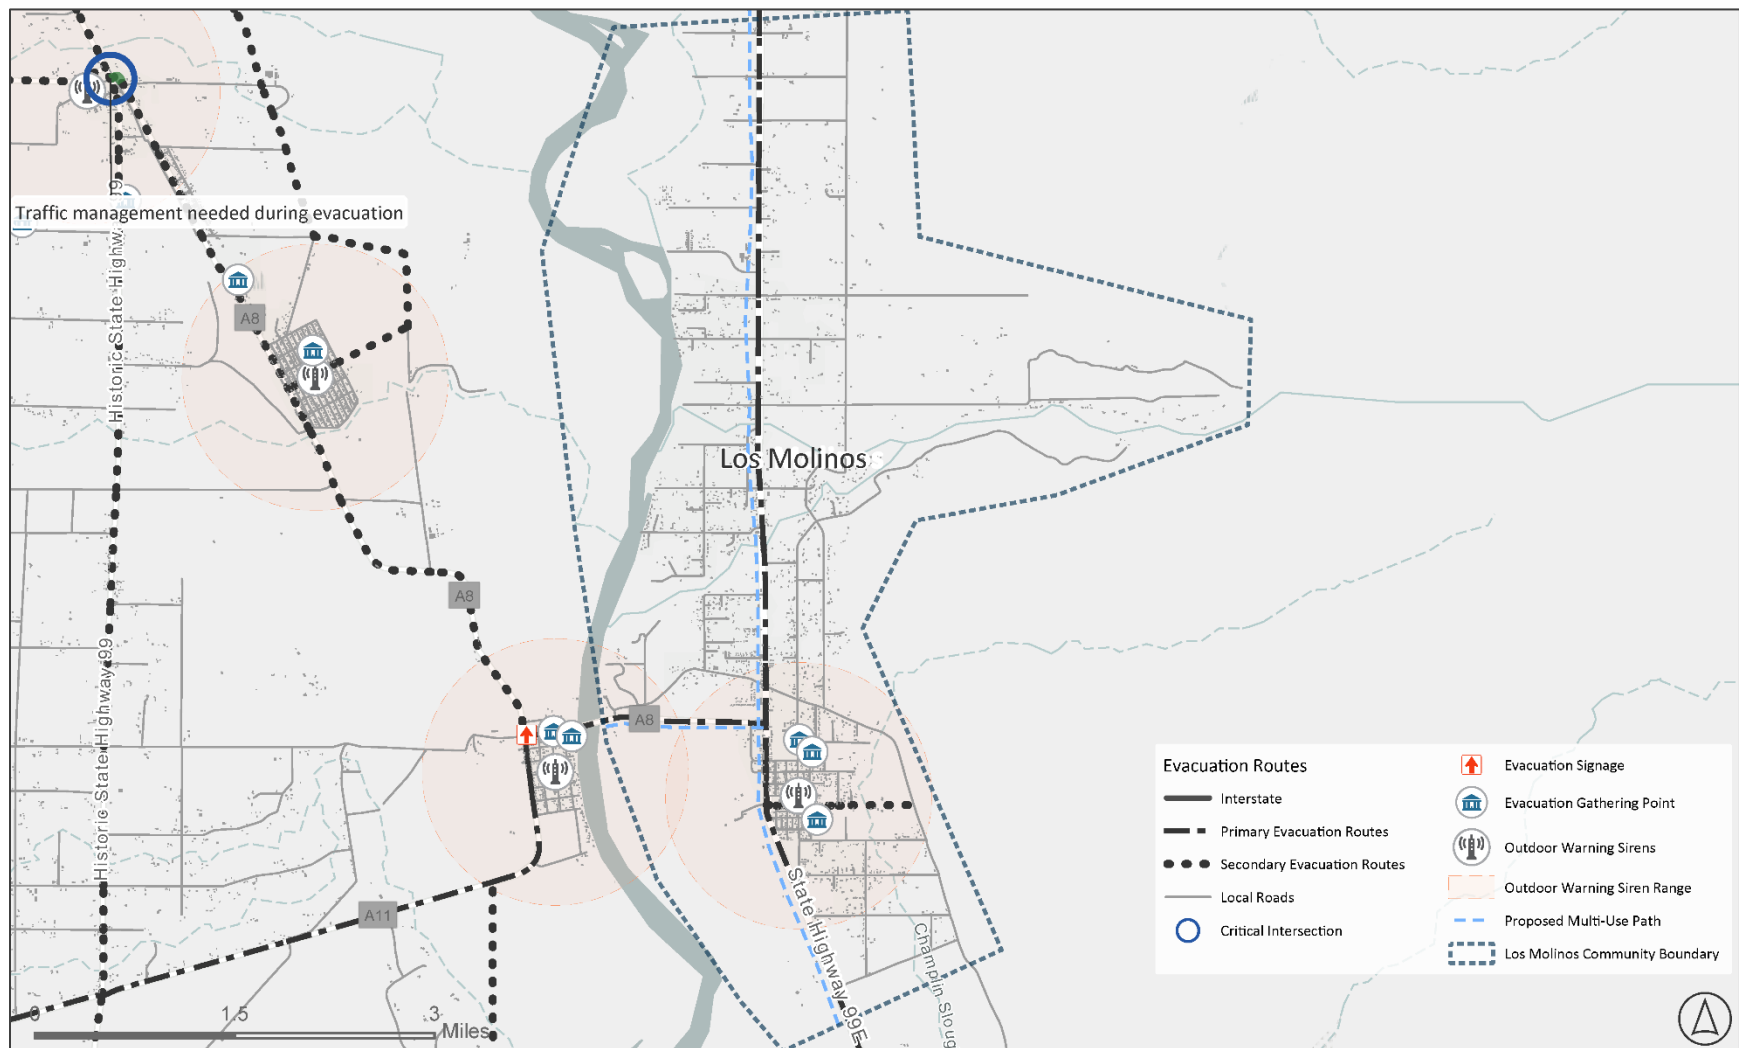 Historic State Highway 99
Traffic management needed during evacuation
A8
Los Molinos
A8
Historic State Highway 99
A8
A11
State Highway 99E
Champlin Sloug
0 1.5 3
Miles
Evacuation Routes
Interstate
Primary Evacuation Routes
Secondary Evacuation Routes
Local Roads
Critical Intersection
Evacuation Signage
Evacuation Gathering Point
Outdoor Warning Sirens
Outdoor Warning Siren Range
Proposed Multi-Use Path
Los Molinos Community Boundary